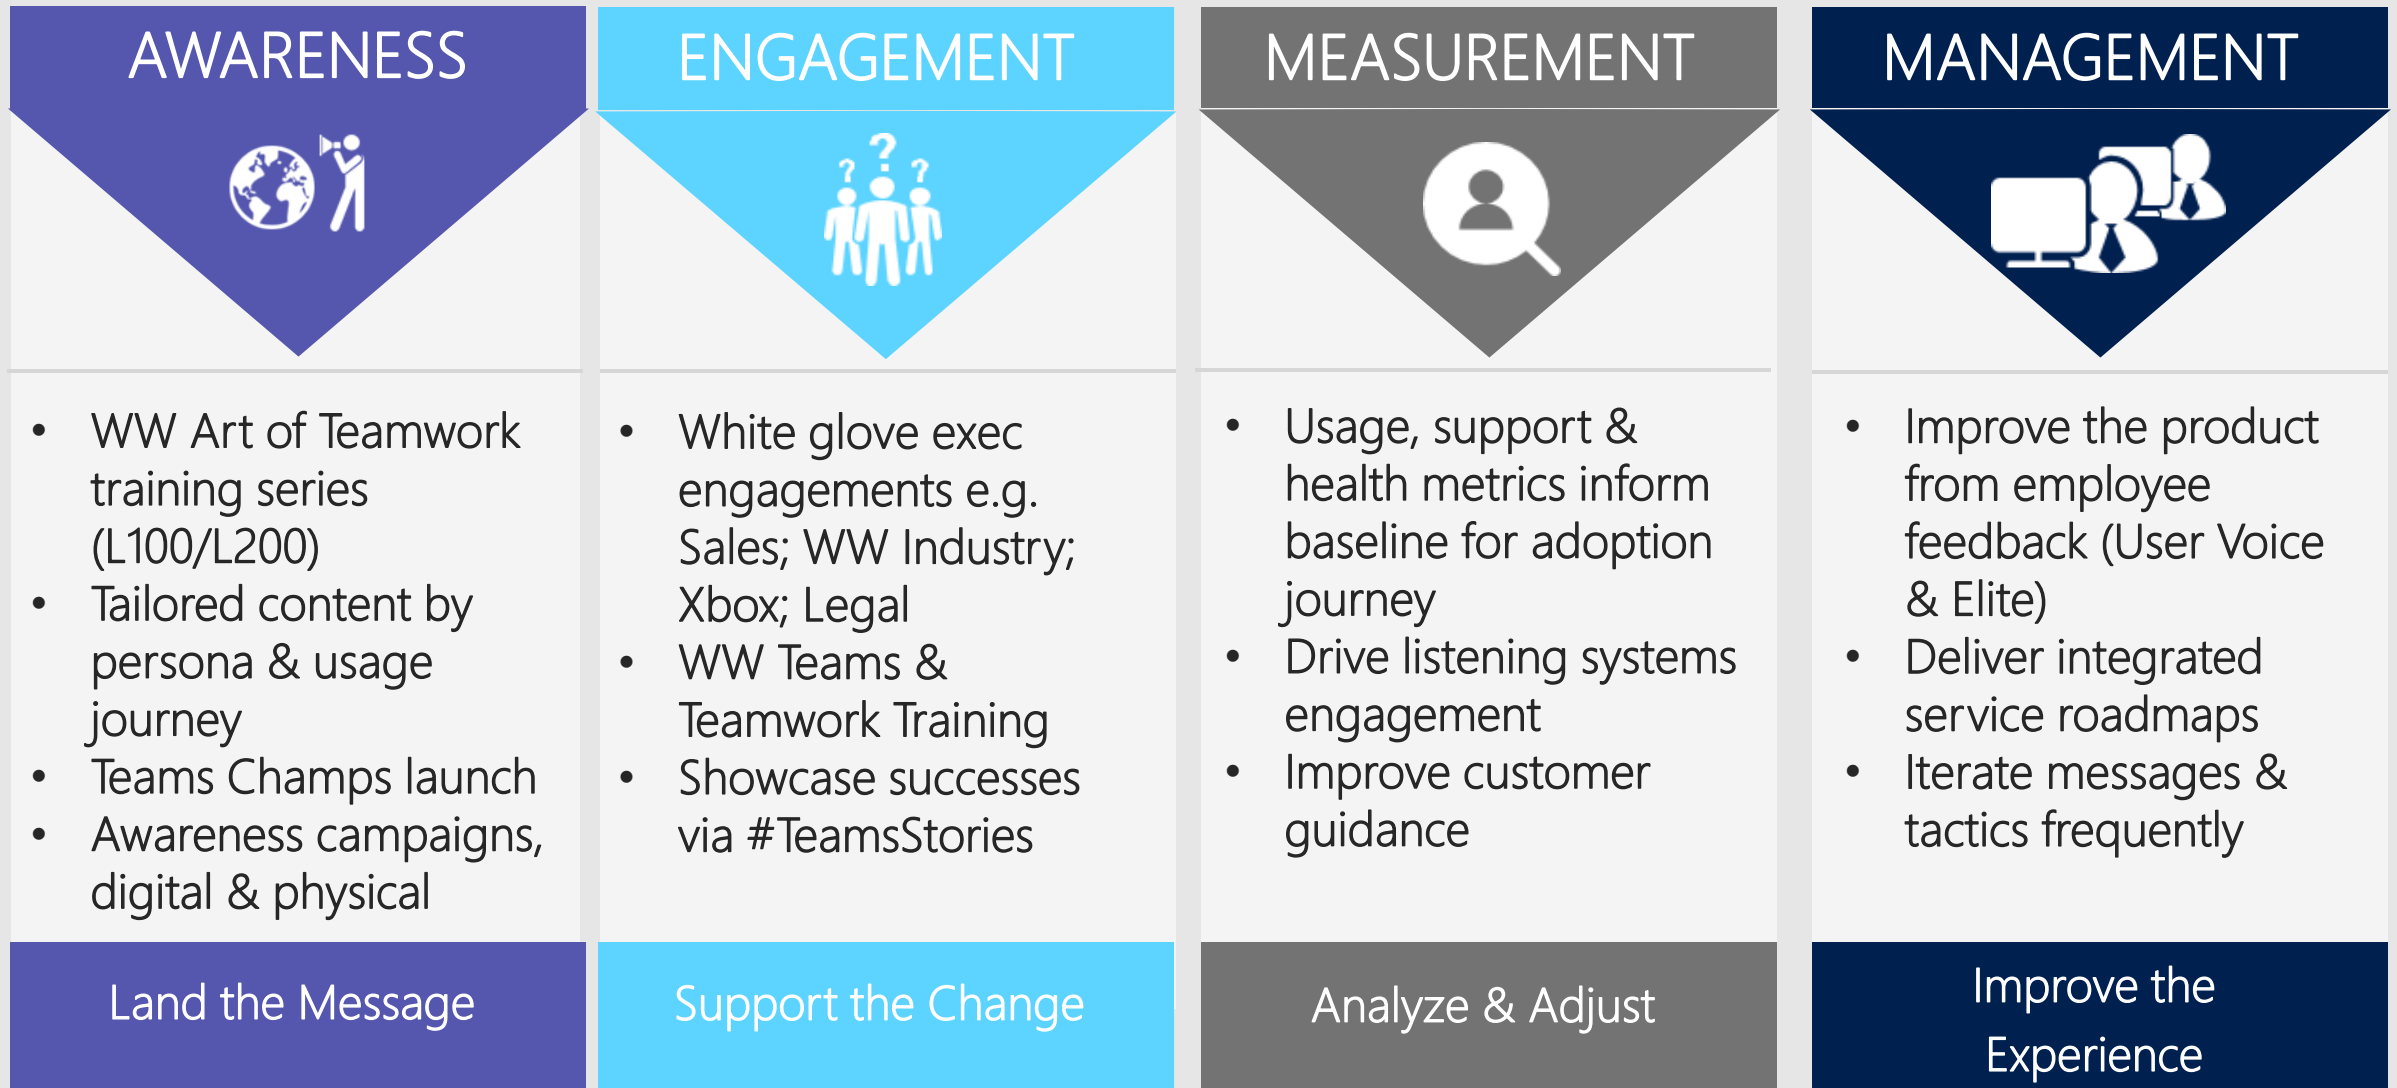 AWARENESS
• WW Art of Teamwork
training series
(L100/L200)
• Tailored content by
persona & usage
journey
• Teams Champs launch
• Awareness campaigns,
digital & physical
Land the Message
ENGAGEMENT
? ? ?
• White glove exec
engagements e.g.
Sales; WW Industry;
Xbox; Legal
• WW Teams &
Teamwork Training
• Showcase successes
via #TeamsStories
Support the Change
MEASUREMENT
• Usage, support &
health metrics inform
baseline for adoption
journey
• Drive listening systems
engagement
• Improve customer
guidance
Analyze & Adjust
MANAGEMENT
• Improve the product
from employee
feedback (User Voice
& Elite)
• Deliver integrated
service roadmaps
• Iterate messages &
tactics frequently
Improve the
Experience